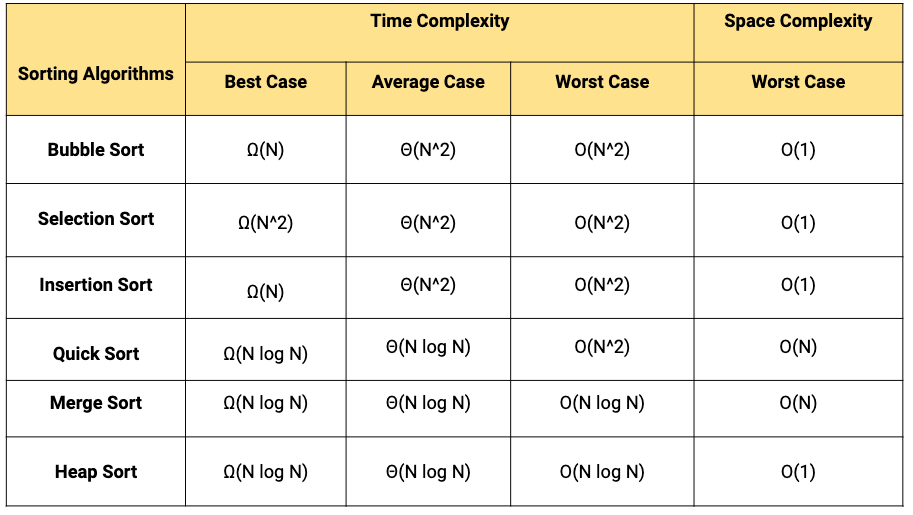 Time Complexity Space Complexity
Sorting Algorithms
Best Case Average Case Worst Case Worst Case
Bubble Sort Ω(N) Θ(N^2) O(N^2) O(1)
Selection Sort Ω(N^2) Θ(N^2) O(N^2) O(1)
Insertion Sort Ω(N) Θ(N^2) O(N^2) O(1)
Quick Sort Ω(N log N) Θ(N log N) O(N^2) O(N)
Merge Sort Ω(N log N) Θ(N log N) O(N log N) O(N)
Heap Sort Ω(N log N) Θ(N log N) O(N log N) O(1)